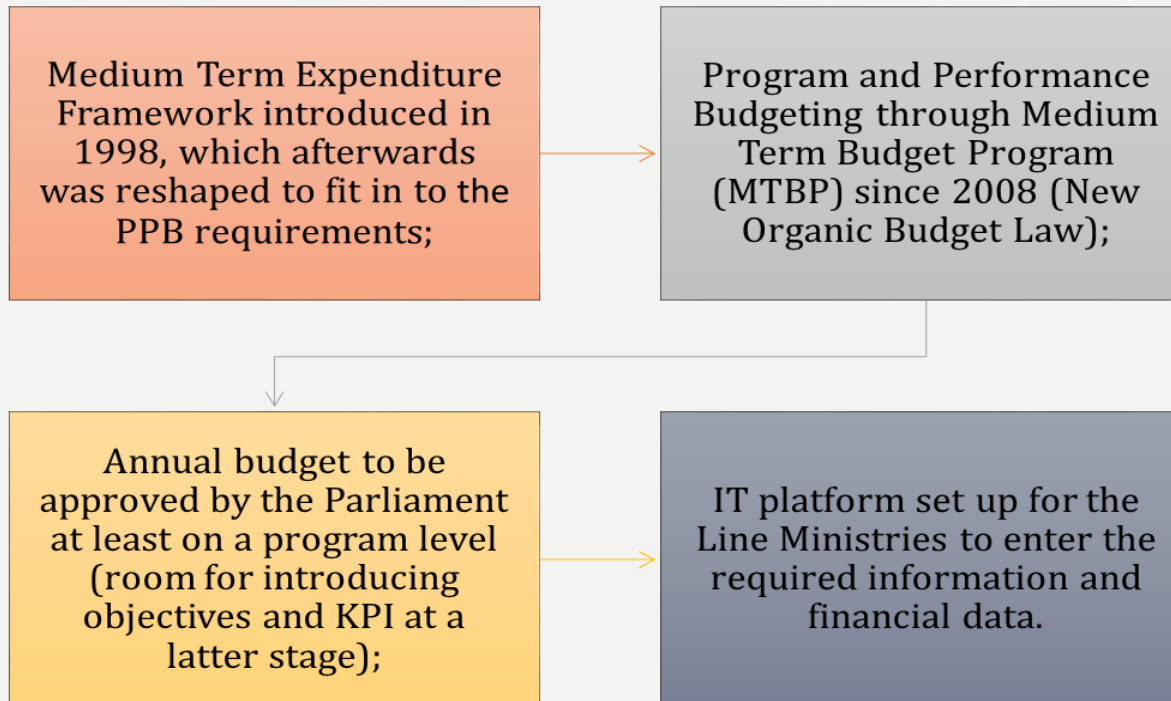 Medium Term Expenditure
Framework introduced in
1998, which afterwards
was reshaped to fit in to the
PPB requirements;
Program and Performance
Budgeting through Medium
Term Budget Program
(MTBP) since 2008 (New
Organic Budget Law);
Annual budget to be
approved by the Parliament
at least on a program level
(room for introducing
objectives and KPI at a
latter stage);
IT platform set up for the
Line Ministries to enter the
required information and
financial data.